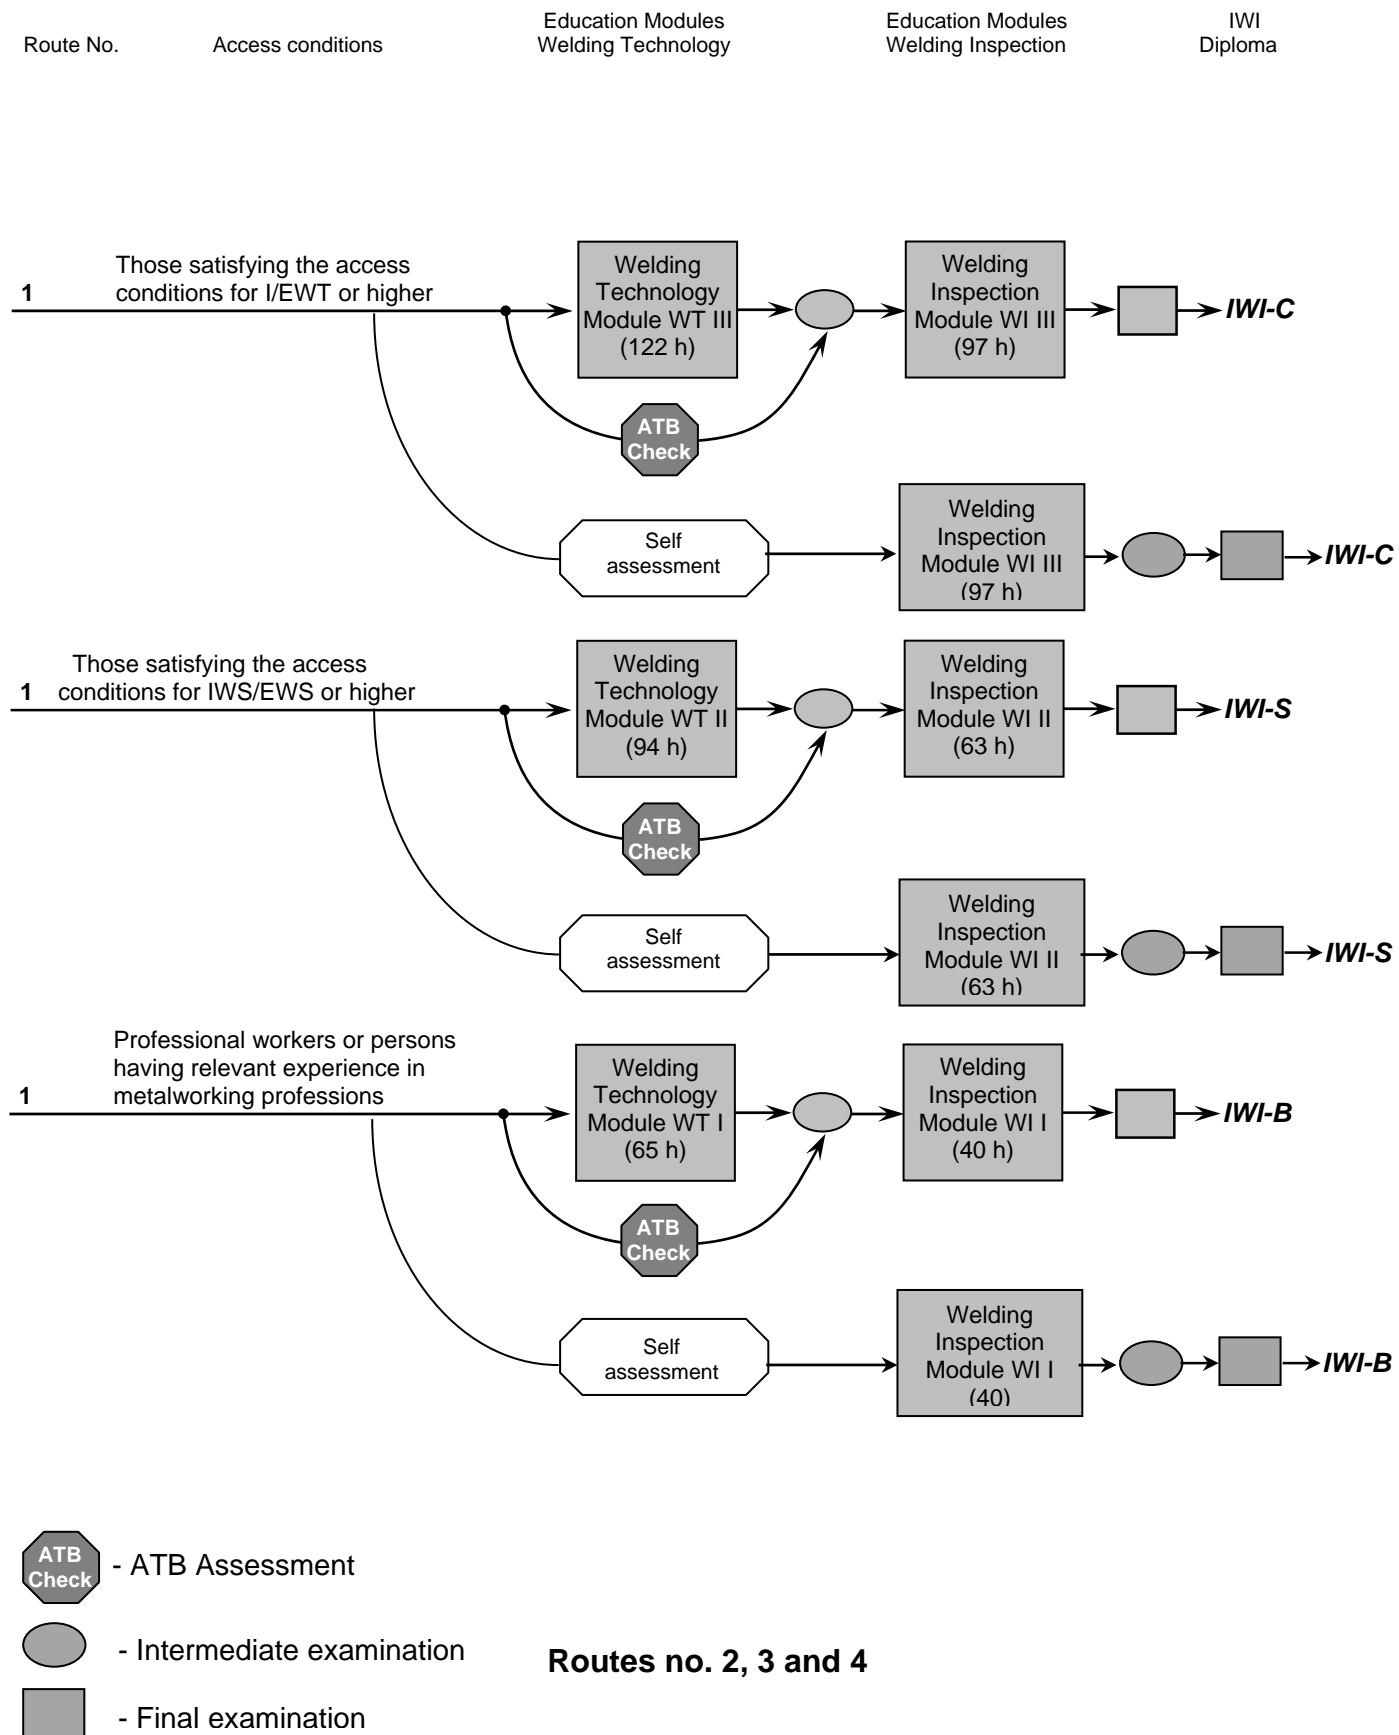 Route No.
Access conditions
Education Modules
Welding Technology
Education Modules
Welding Inspection
IWI
Diploma
1
Those satisfying the access
conditions for I/EWT or higher
Welding
Technology
Module WT III
(122 h)
Welding
Inspection
Module WI III
(97 h)
IWI-C
ATB
Check
Self
assessment
Welding
Inspection
Module WI III
(97 h)
IWI-C
1
Those satisfying the access
conditions for IWS/EWS or higher
Welding
Technology
Module WT II
(94 h)
Welding
Inspection
Module WI II
(63 h)
IWI-S
ATB
Check
Self
assessment
Welding
Inspection
Module WI II
(63 h)
IWI-S
1
Professional workers or persons
having relevant experience in
metalworking professions
Welding
Technology
Module WT I
(65 h)
Welding
Inspection
Module WI I
(40 h)
IWI-B
ATB
Check
Self
assessment
Welding
Inspection
Module WI I
(40)
IWI-B
ATB
Check
- ATB Assessment
- Intermediate examination
Routes no. 2, 3 and 4
- Final examination